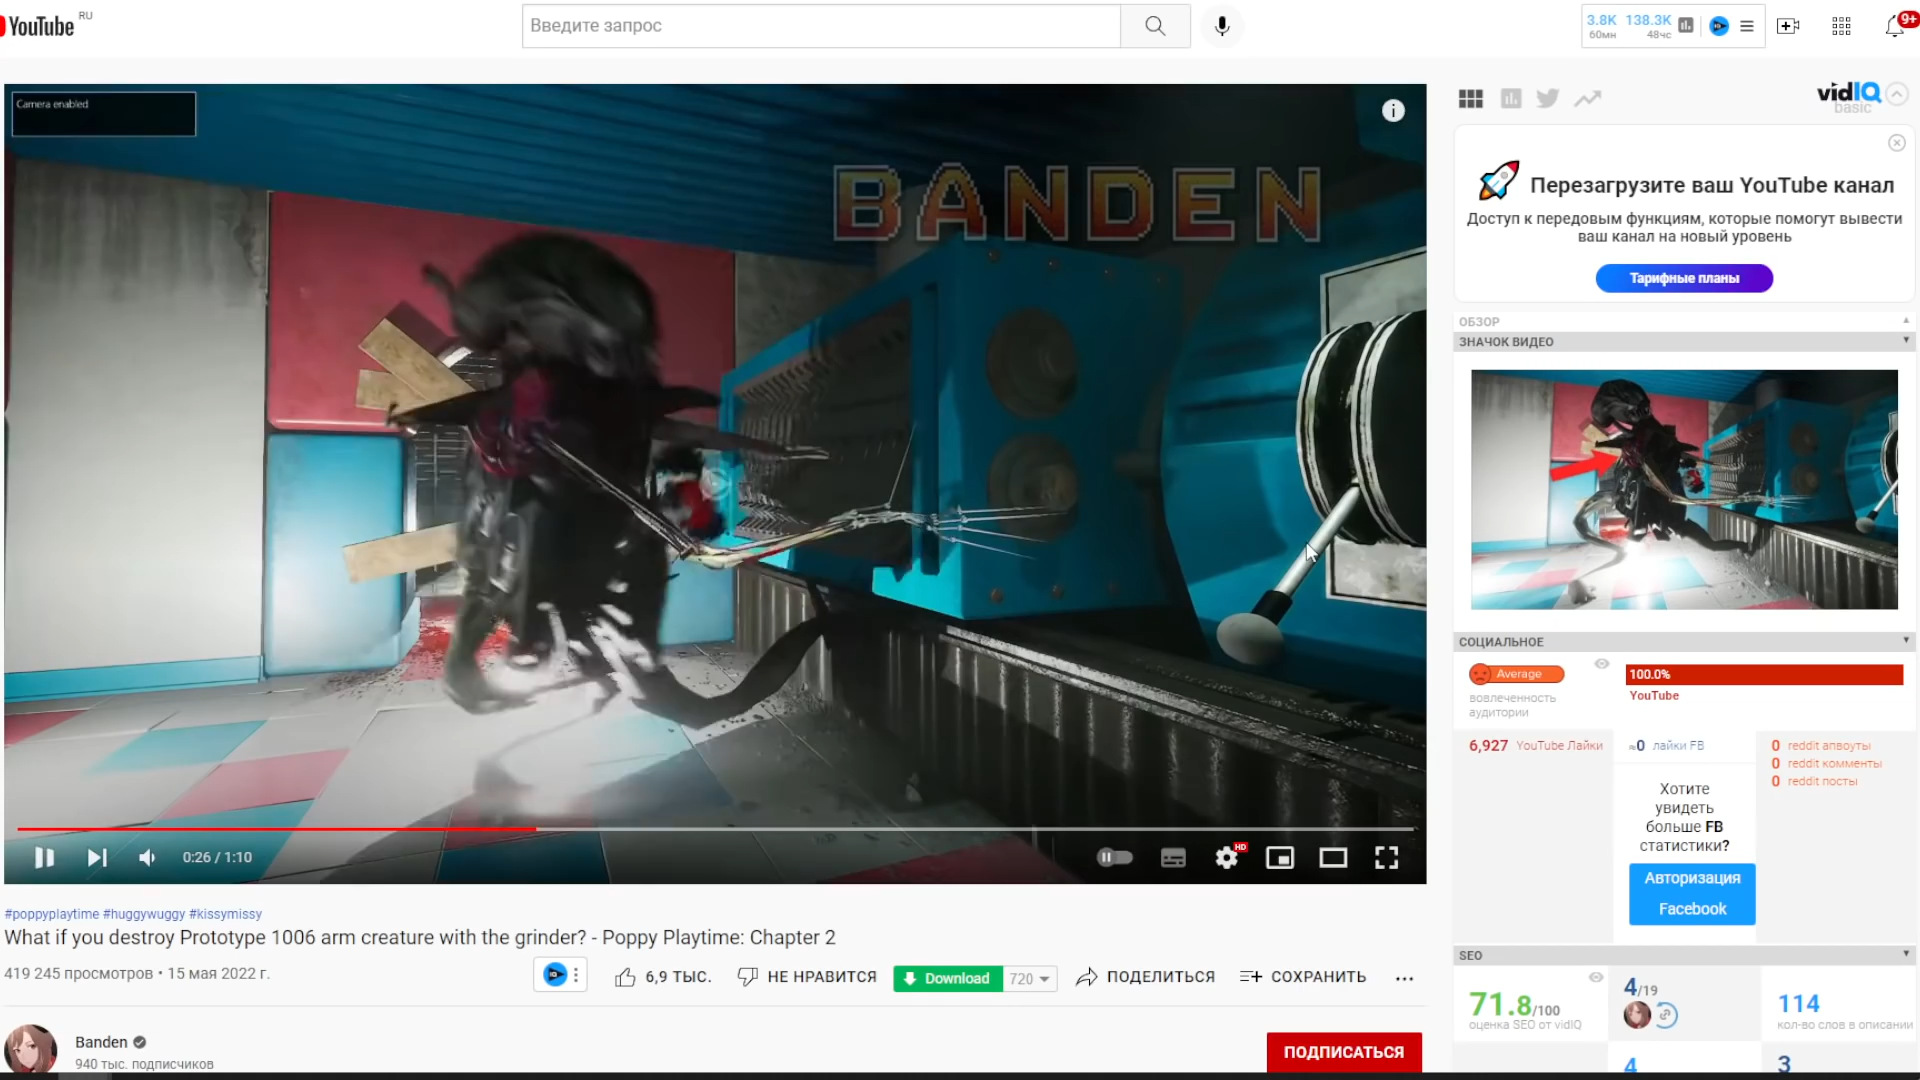 YouTube RU
Введите запрос
3.8K 138.3K
60мн 48чс
9+
Camera enabled
BANDEN
vidIQ
basic
Перезагрузите ваш YouTube канал
Доступ к передовым функциям, которые помогут вывести
ваш канал на новый уровень
Тарифные планы
ОБЗОР
ЗНАЧОК ВИДЕО
СОЦИАЛЬНОЕ
Average
вовлеченность
аудитории
100.0%
YouTube
6,927 YouTube Лайки
≈0 лайки FB
0 reddit апвоуты
0 reddit комменты
0 reddit посты
Хотите
увидеть
больше FB
статистики?
Авторизация
Facebook
SEO
71.8/100
оценка SEO от vidIQ
4/19
114
кол-во слов в описании
4
3
0:26 / 1:10
HD
#poppyplaytime #huggywuggy #kissymissy
What if you destroy Prototype 1006 arm creature with the grinder? - Poppy Playtime: Chapter 2
419 245 просмотров • 15 мая 2022 г.
6,9 ТЫС.
НЕ НРАВИТСЯ
Download 720
ПОДЕЛИТЬСЯ
СОХРАНИТЬ
Banden
940 тыс. подписчиков
ПОДПИСАТЬСЯ